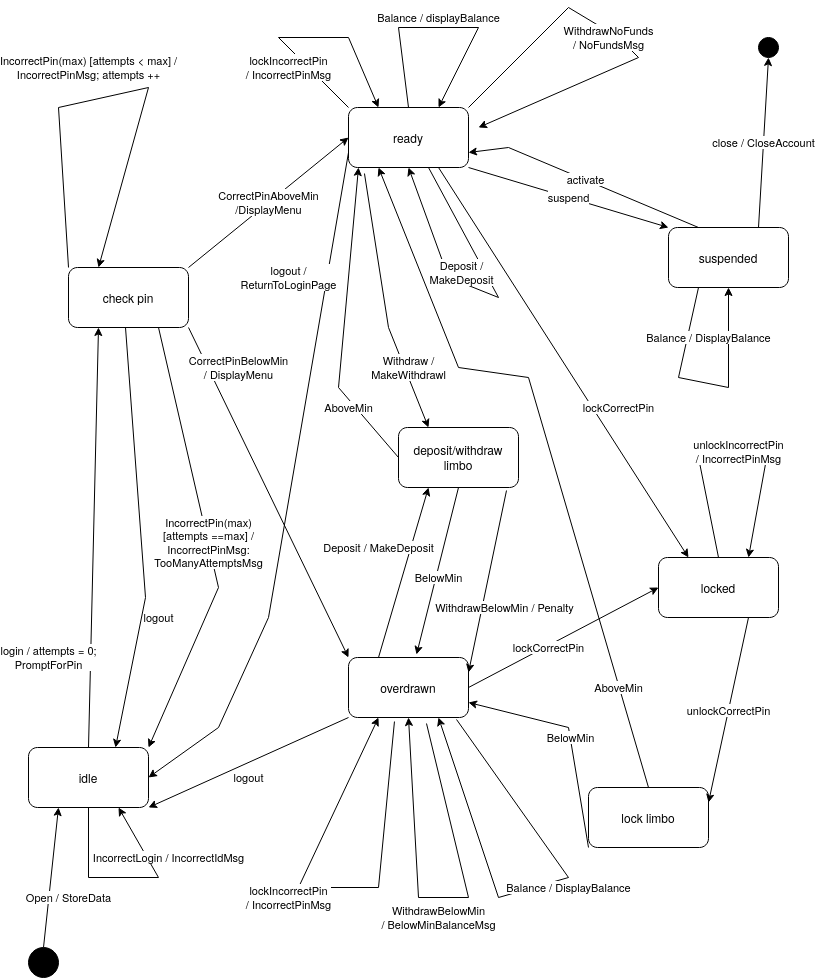 Balance / displayBalance
WithdrawNoFunds
/ NoFundsMsg
lockIncorrectPin
/ IncorrectPinMsg
IncorrectPin(max) [attempts < max] /
IncorrectPinMsg; attempts ++
ready
close / CloseAccount
activate
suspend
CorrectPinAboveMin
/DisplayMenu
suspended
logout /
ReturnToLoginPage
Deposit /
MakeDeposit
check pin
Balance / DisplayBalance
CorrectPinBelowMin
/ DisplayMenu
Withdraw /
MakeWithdrawl
AboveMin
lockCorrectPin
deposit/withdraw
limbo
unlockIncorrectPin
/ IncorrectPinMsg
IncorrectPin(max)
[attempts ==max] /
IncorrectPinMsg:
TooManyAttemptsMsg
Deposit / MakeDeposit
BelowMin
locked
WithdrawBelowMin / Penalty
logout
lockCorrectPin
login / attempts = 0;
PromptForPin
overdrawn
AboveMin
unlockCorrectPin
BelowMin
idle
logout
lock limbo
IncorrectLogin / IncorrectIdMsg
Open / StoreData
lockIncorrectPin
/ IncorrectPinMsg
Balance / DisplayBalance
WithdrawBelowMin
/ BelowMinBalanceMsg